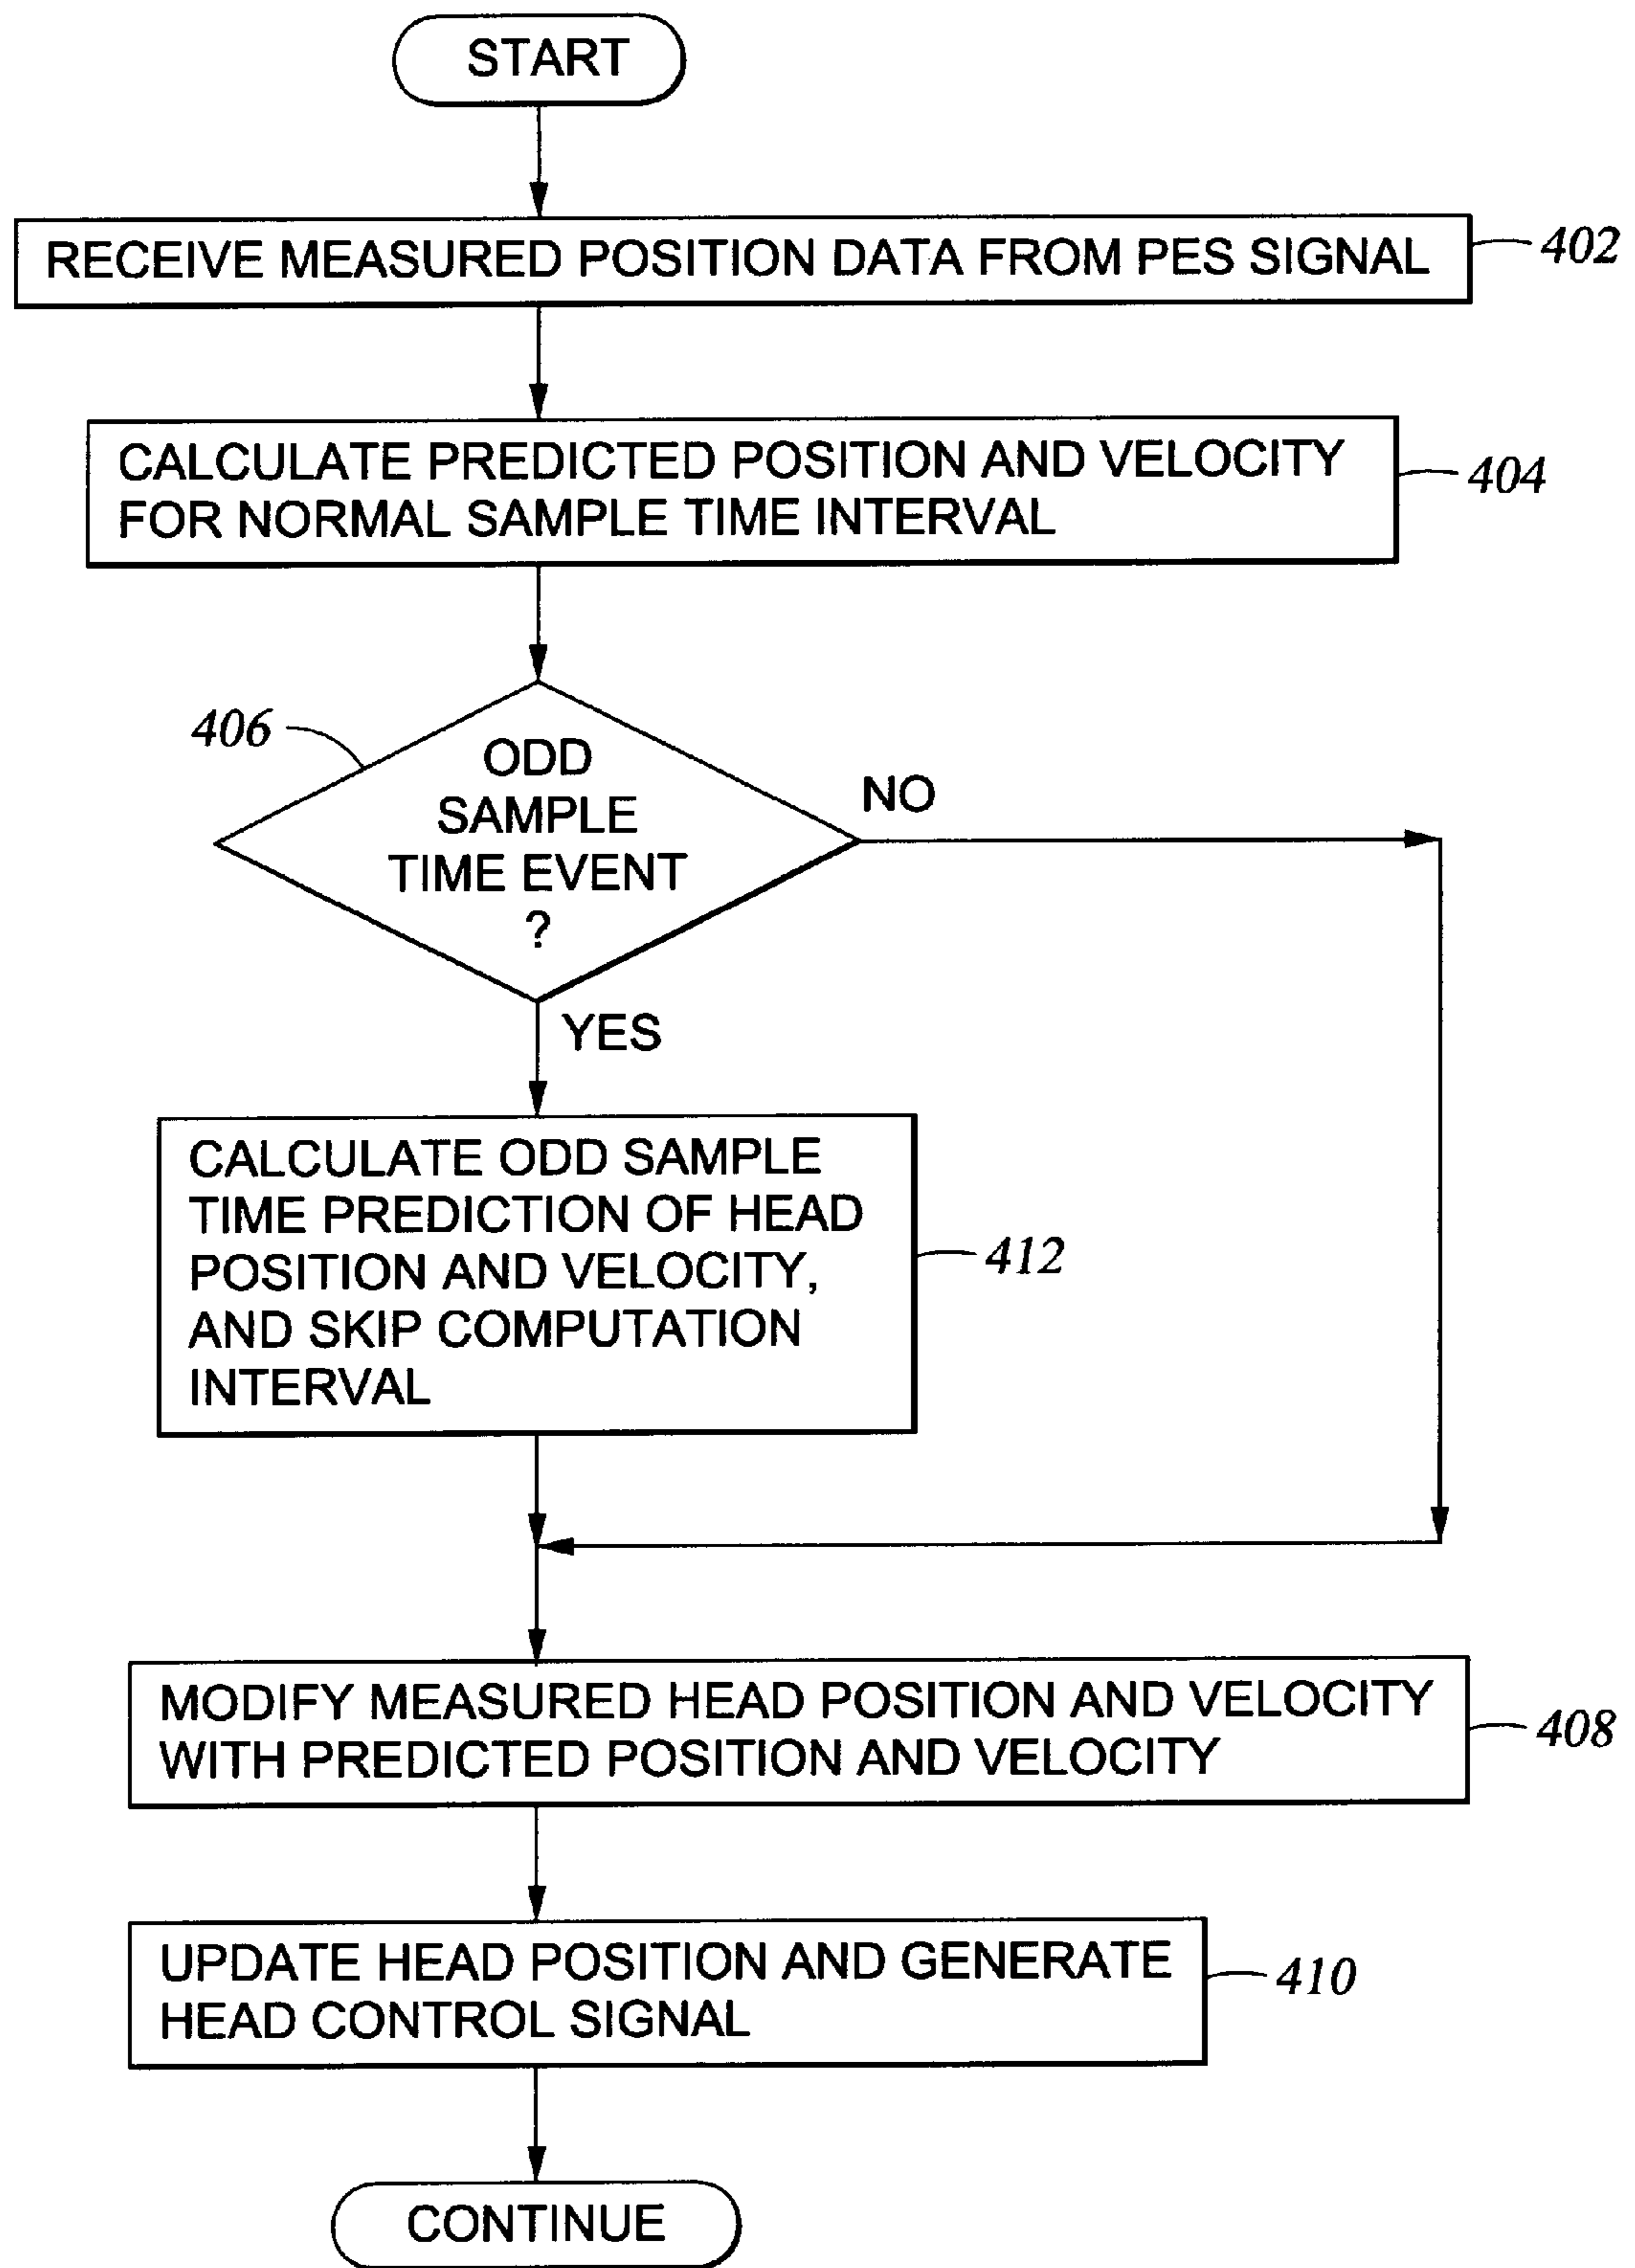 START
RECEIVE MEASURED POSITION DATA FROM PES SIGNAL
402
CALCULATE PREDICTED POSITION AND VELOCITY
FOR NORMAL SAMPLE TIME INTERVAL
404
406
ODD
SAMPLE
TIME EVENT
?
NO
YES
CALCULATE ODD SAMPLE
TIME PREDICTION OF HEAD
POSITION AND VELOCITY,
AND SKIP COMPUTATION
INTERVAL
412
MODIFY MEASURED HEAD POSITION AND VELOCITY
WITH PREDICTED POSITION AND VELOCITY
408
UPDATE HEAD POSITION AND GENERATE
HEAD CONTROL SIGNAL
410
CONTINUE